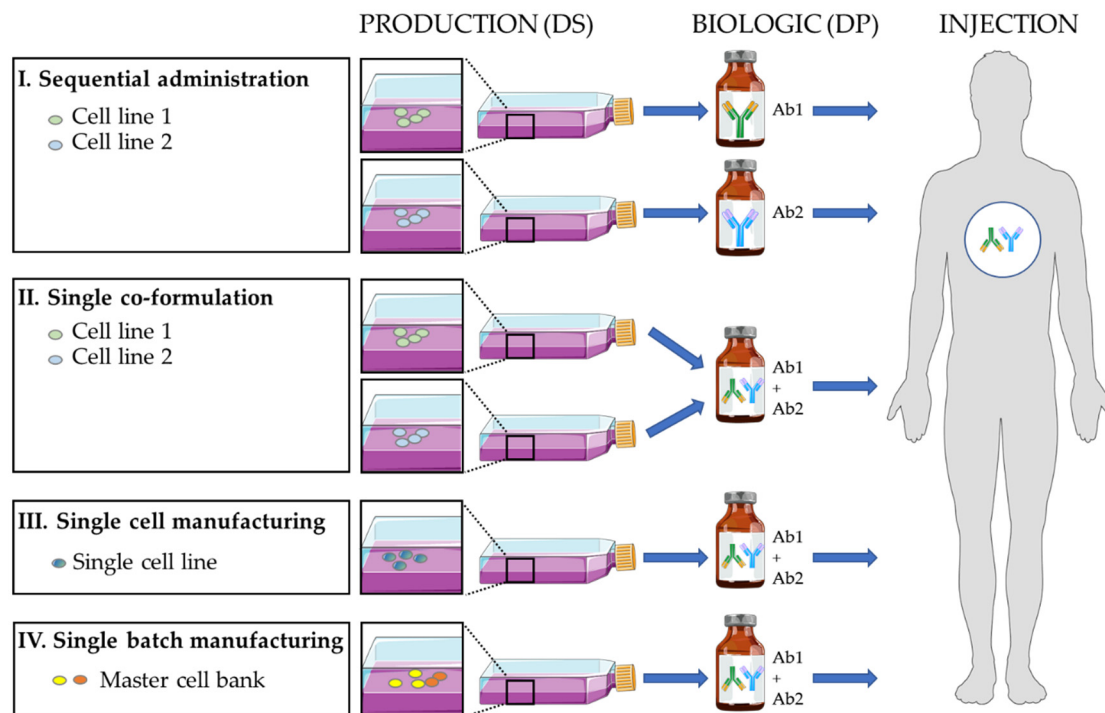 PRODUCTION (DS)
BIOLOGIC (DP)
INJECTION
I. Sequential administration
Cell line 1
Cell line 2
Ab1
Ab2
II. Single co-formulation
Cell line 1
Cell line 2
Ab1
+
Ab2
III. Single cell manufacturing
Single cell line
Ab1
+
Ab2
IV. Single batch manufacturing
Master cell bank
Ab1
+
Ab2